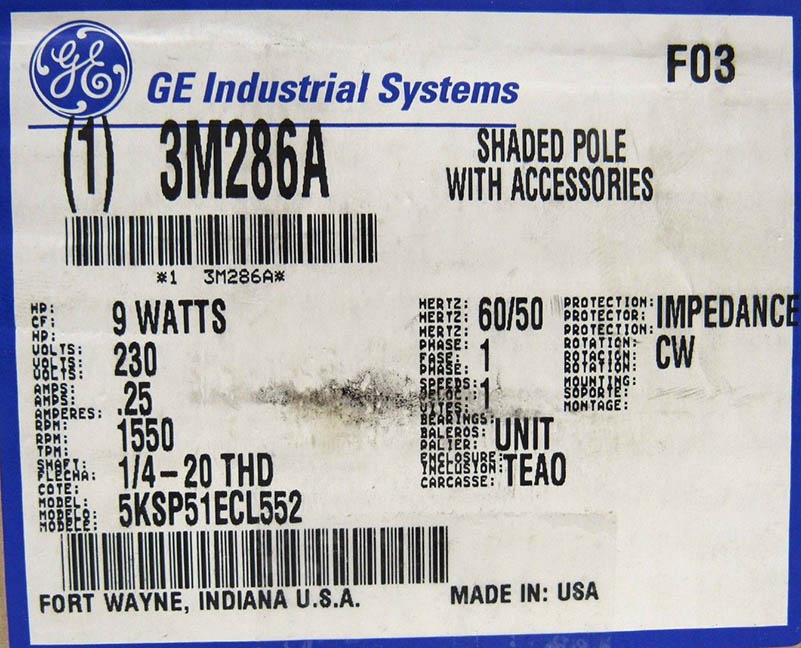 GE
GE Industrial Systems
F03
(1) 3M286A
SHADED POLE
WITH ACCESSORIES
*1 3M286A*
HP:
CF:
HP:
9 WATTS
VOLTS:
VOLTS:
VOLTS:
230
AMPS:
AMPS:
AMPERES:
.25
RPM:
RPM:
TPM:
1550
SHAFT:
FLECHA:
COTE:
1/4-20 THD
MODEL:
MODELO:
MODELE:
5KSP51ECL552
HERTZ:
HERTZ:
HERTZ:
60/50
PHASE:
FASE:
PHASE:
1
SPEEDS:
VELOC.:
VITES:
1
BEARINGS:
BALEROS:
PALIER:
UNIT
ENCLOSURE:
INCLUSION:
CARCASSE:
TEAO
PROTECTION:
PROTECTOR:
PROTECTION:
IMPEDANCE
ROTATION:
ROTACION:
ROTATION:
CW
MOUNTING:
SOPORTE:
MONTAGE:
FORT WAYNE, INDIANA U.S.A.
MADE IN: USA